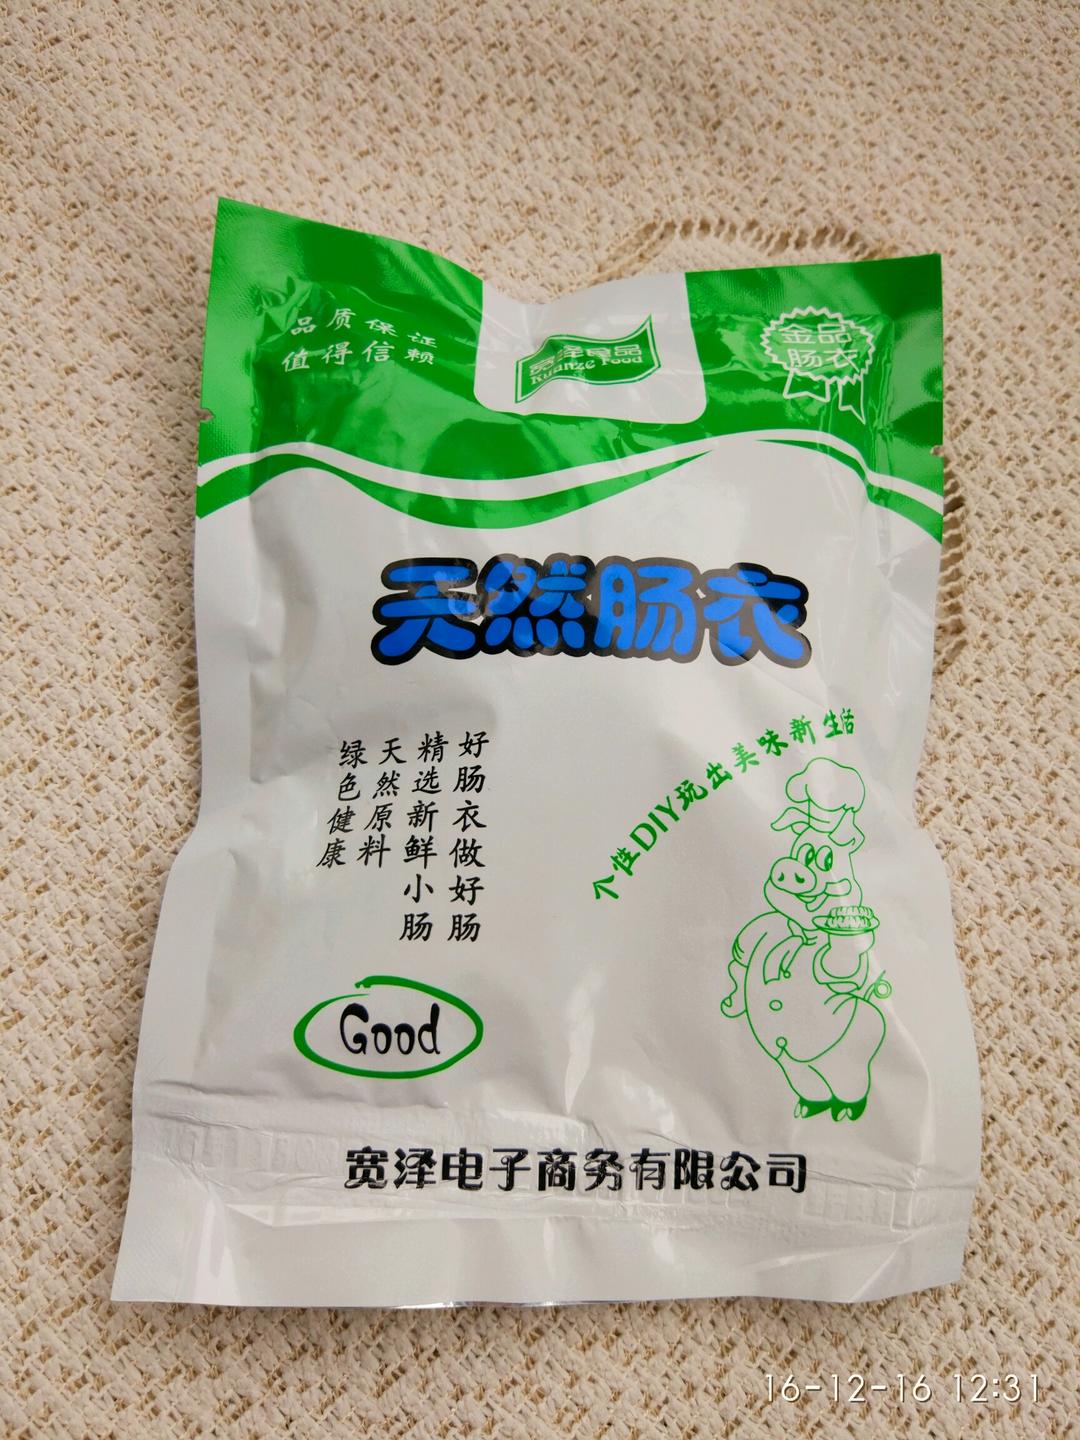 品质保证
值得信赖
宽泽食品
Kuanze Food
金品
肠衣
天然肠衣
好肠衣做好肠
精选新鲜小肠
天然原料
绿色健康
个性DIY玩出美味新生活
Good
宽泽电子商务有限公司
16-12-16 12:31